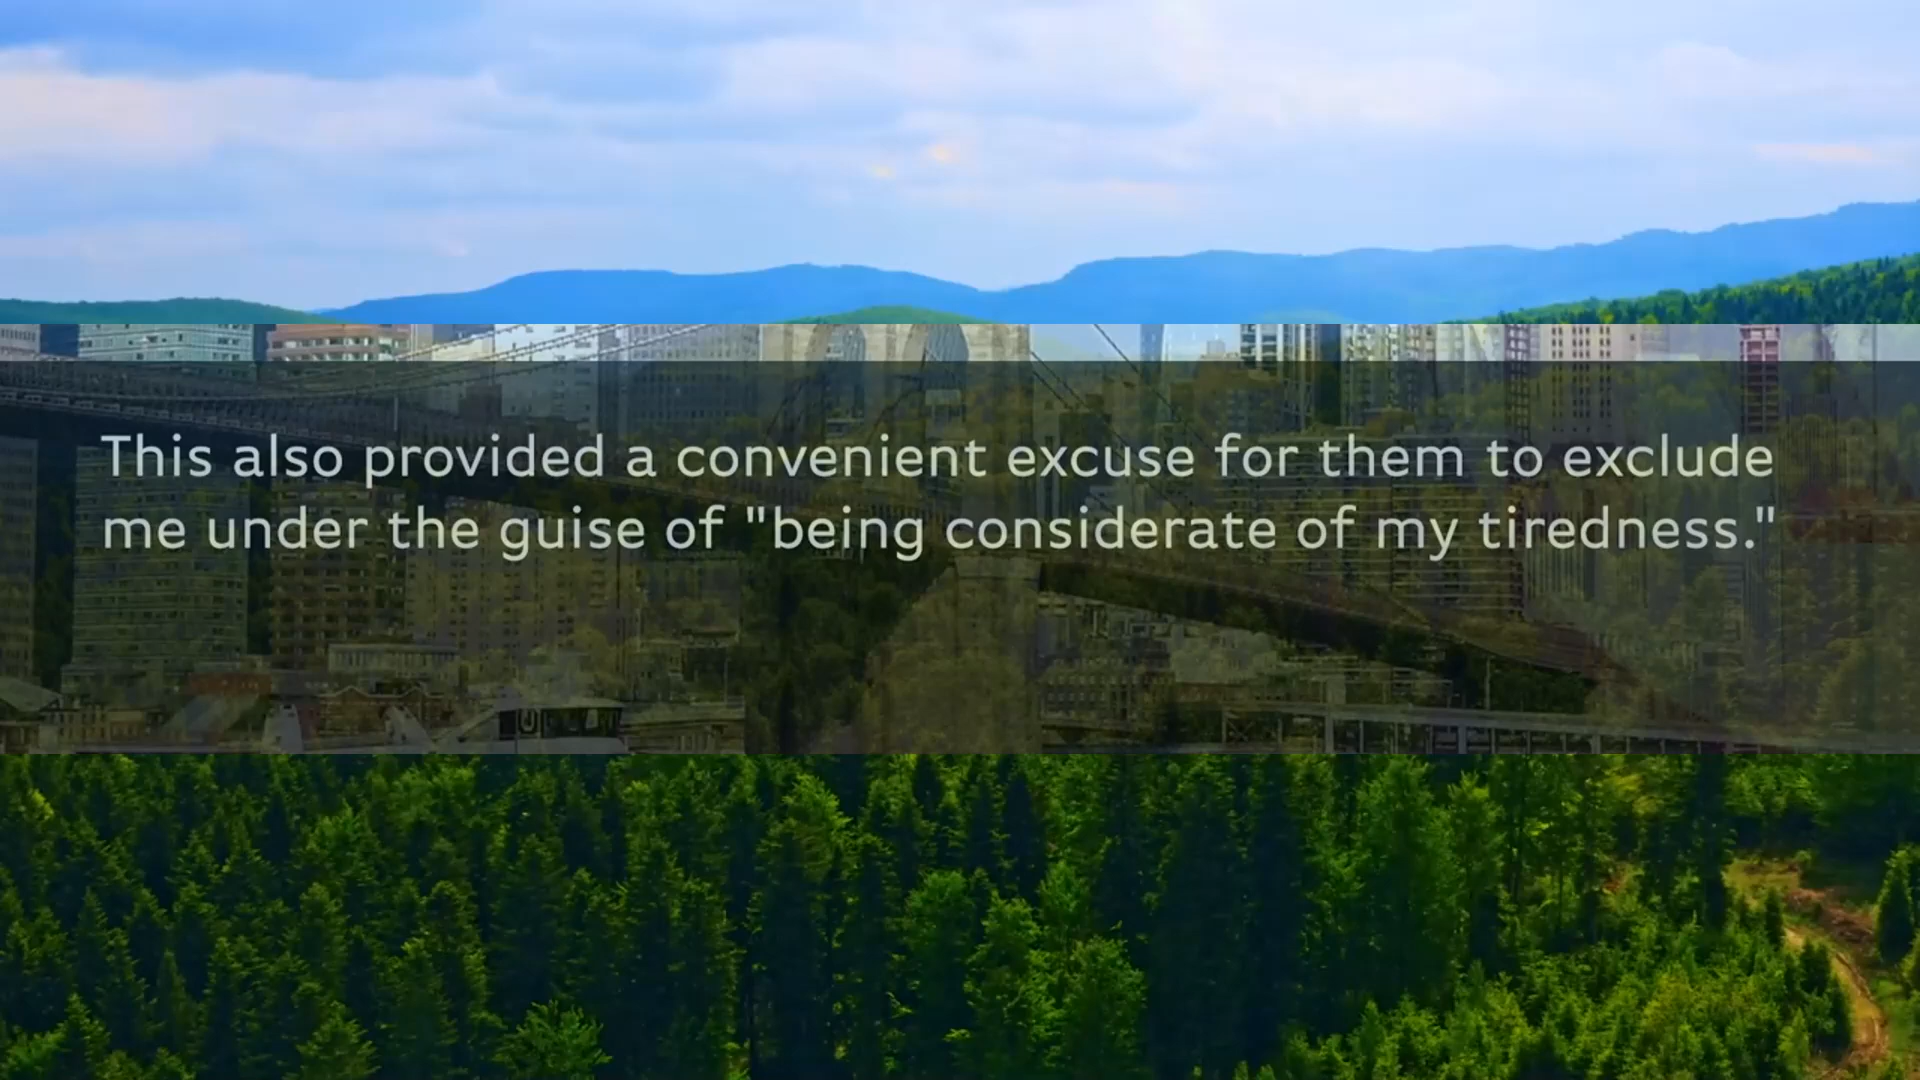 This also provided a convenient excuse for them to exclude
me under the guise of "being considerate of my tiredness."